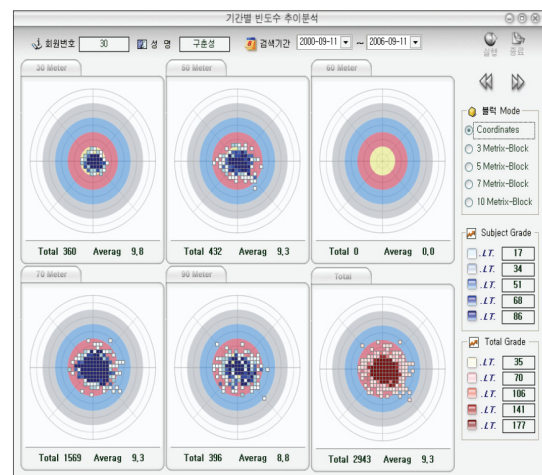 기간별 빈도수 추이분석
회원번호 30 성 명 구춘성 검색기간 2000-09-11 ~ 2006-09-11
실행 종료
30 Meter 50 Meter 60 Meter
Total 360 Averag 9,8
Total 432 Averag 9,3
Total 0 Averag 0,0
70 Meter 90 Meter Total
Total 1569 Averag 9,3
Total 396 Averag 8,8
Total 2943 Averag 9,3
블럭 Mode
Coordinates
3 Metrix-Block
5 Metrix-Block
7 Metrix-Block
10 Metrix-Block
Subject Grade
.LT. 17
.LT. 34
.LT. 51
.LT. 68
.LT. 86
Total Grade
.LT. 35
.LT. 70
.LT. 106
.LT. 141
.LT. 177